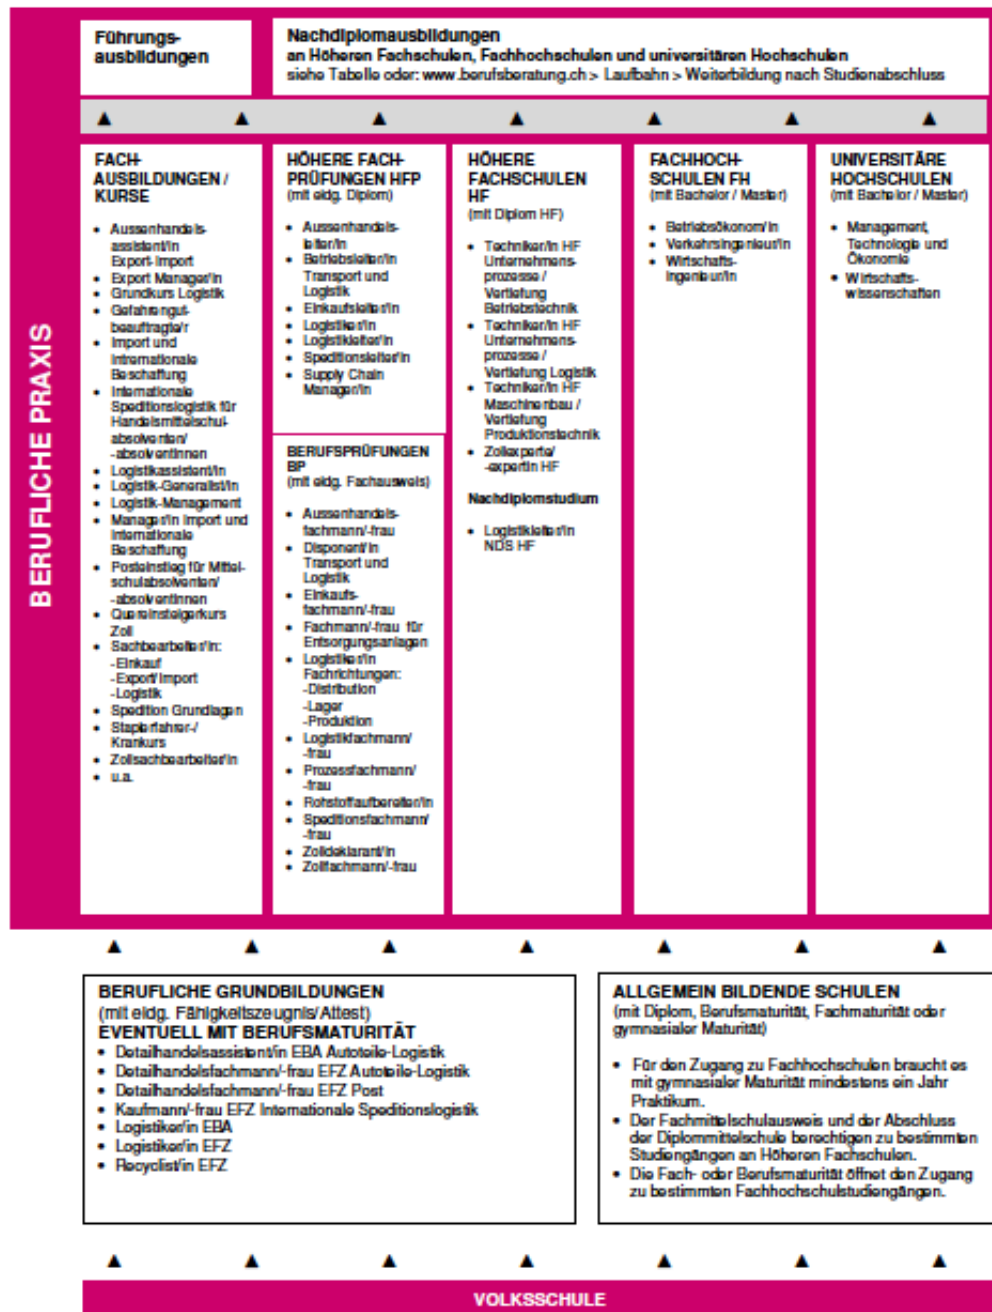 Führungs-
ausbildungen
Nachdiplomausbildungen
an Höheren Fachschulen, Fachhochschulen und universitären Hochschulen
siehe Tabelle oder: www.berufsberatung.ch > Laufbahn > Weiterbildung nach Studienabschluss
BERUFLICHE PRAXIS
FACH-
AUSBILDUNGEN /
KURSE
• Aussenhandels-
assistent/in
Export-Import
• Export Manager/in
• Grundkurs Logistik
• Gefahrengut-
beauftragte/r
• Import und
Intrernationale
Beschaffung
• Internationale
Speditionslogistik für
Handelsmittelschul-
absolventen/
-absolventinnen
• Logistikassistent/in
• Logistik-Generalist/in
• Logistik-Management
• Manager/in Import und
Internationale
Beschaffung
• Posteinstieg für Mittel-
schulabsolventen/
-absolventinnen
• Quereinsteigerkurs
Zoll
• Sachbearbeiter/in:
-Einkauf
-Export/Import
-Logistik
• Spedition Grundlagen
• Staplerfahrer-/
Krankurs
• Zollsachbearbeiter/in
• u.a.
HÖHERE FACH-
PRÜFUNGEN HFP
(mit eidg. Diplom)
• Aussenhandels-
leiter/in
• Betriebsleiter/in
Transport und
Logistik
• Einkaufsleiter/in
• Logistiker/in
• Logistikleiter/in
• Speditionsleiter/in
• Supply Chain
Manager/in
BERUFSPRÜFUNGEN
BP
(mit eidg. Fachausweis)
• Aussenhandels-
fachmann/-frau
• Disponent/in
Transport und
Logistik
• Einkaufs-
fachmann/-frau
• Fachmann/-frau für
Entsorgungsanlagen
• Logistiker/in
Fachrichtungen:
-Distribution
-Lager
-Produktion
• Logistikfachmann/
-frau
• Prozessfachmann/
-frau
• Rohstoffaufbereiter/in
• Speditionsfachmann/
-frau
• Zolldeklarant/in
• Zollfachmann/-frau
HÖHERE
FACHSCHULEN
HF
(mit Diplom HF)
• Techniker/in HF
Unternehmens-
prozesse /
Vertiefung
Betriebstechnik
• Techniker/in HF
Unternehmens-
prozesse /
Vertiefung Logistik
• Techniker/in HF
Maschinenbau /
Vertiefung
Produktionstechnik
• Zollexperte/
-expertin HF
Nachdiplomstudium
• Logistikleiter/in
NDS HF
FACHHOCH-
SCHULEN FH
(mit Bachelor / Master)
• Betriebsökonom/in
• Verkehrsingenieur/in
• Wirtschafts-
ingenieur/in
UNIVERSITÄRE
HOCHSCHULEN
(mit Bachelor / Master)
• Management,
Technologie und
Ökonomie
• Wirtschafts-
wissenschaften
BERUFLICHE GRUNDBILDUNGEN
(mit eidg. Fähigkeitszeugnis/Attest)
EVENTUELL MIT BERUFSMATURITÄT
• Detailhandelsassistent/in EBA Autoteile-Logistik
• Detailhandelsfachmann/-frau EFZ Autoteile-Logistik
• Detailhandelsfachmann/-frau EFZ Post
• Kaufmann/-frau EFZ Internationale Speditionslogistik
• Logistiker/in EBA
• Logistiker/in EFZ
• Recyclist/in EFZ
ALLGEMEIN BILDENDE SCHULEN
(mit Diplom, Berufsmaturität, Fachmaturität oder
gymnasialer Maturität)
• Für den Zugang zu Fachhochschulen braucht es
mit gymnasialer Maturität mindestens ein Jahr
Praktikum.
• Der Fachmittelschulausweis und der Abschluss
der Diplommittelschule berechtigen zu bestimmten
Studiengängen an Höheren Fachschulen.
• Die Fach- oder Berufsmaturität öffnet den Zugang
zu bestimmten Fachhochschulstudiengängen.
VOLKSSCHULE